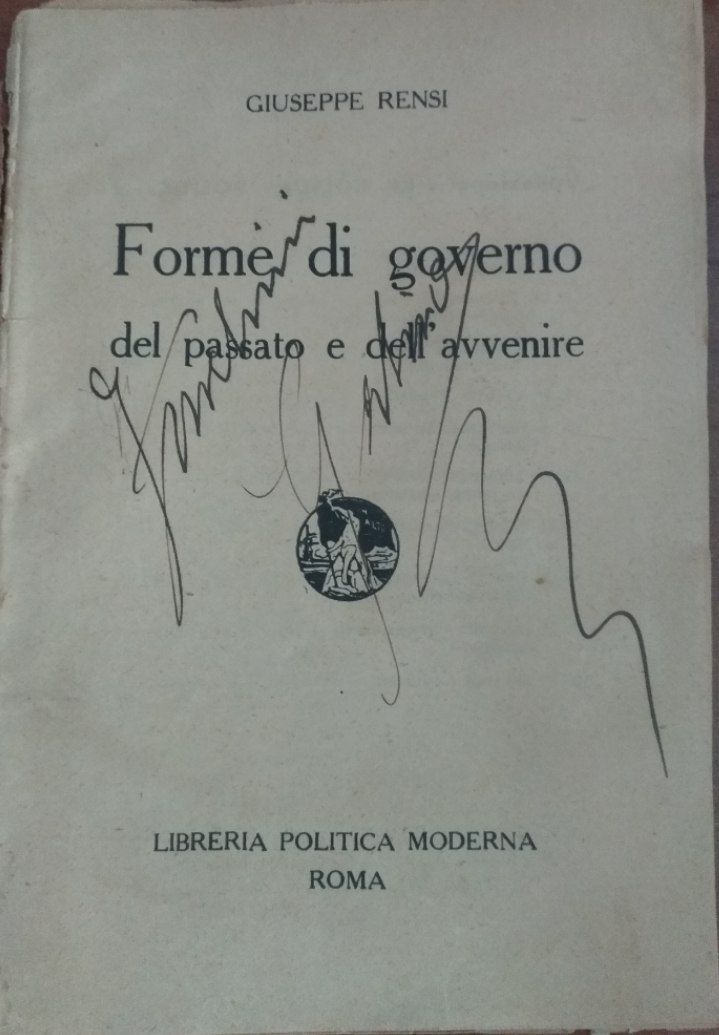 GIUSEPPE RENSI
Forme di governo
del passato e dell'avvenire
LIBRERIA POLITICA MODERNA
ROMA